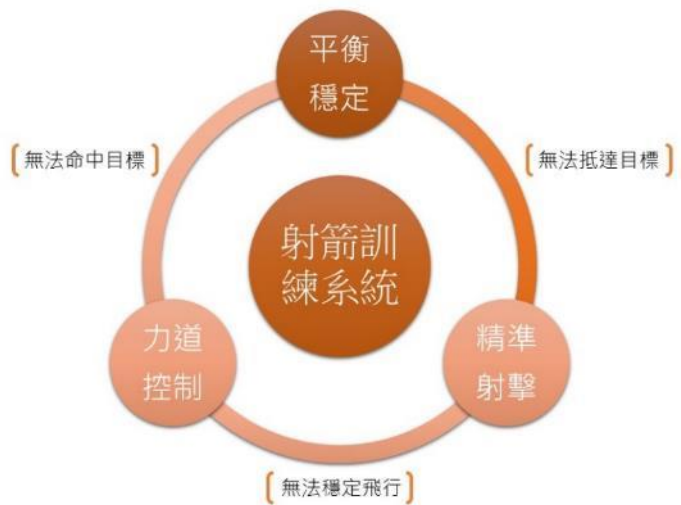 平衡
穩定
[無法命中目標]
[無法抵達目標]
射箭訓
練系統
力道
控制
精準
射擊
[無法穩定飛行]